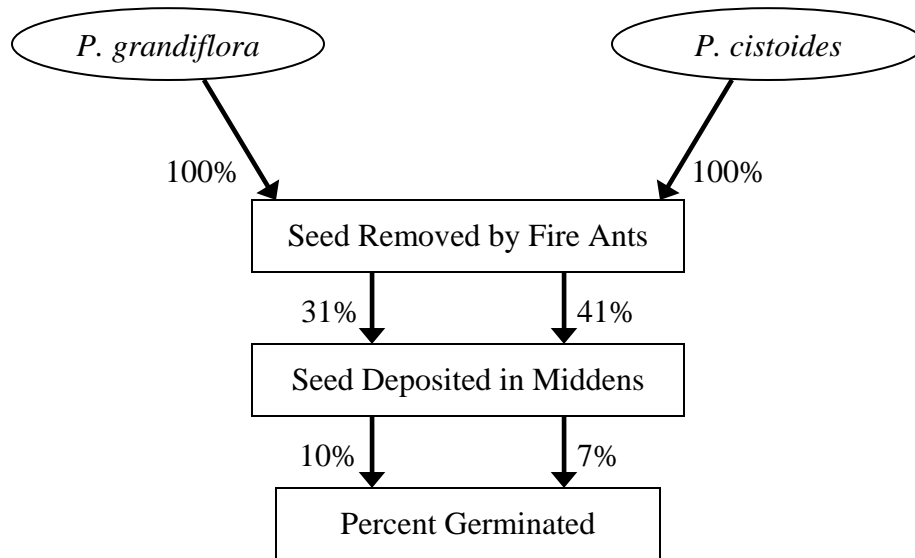 P. grandiflora
P. cistoides
100%
100%
Seed Removed by Fire Ants
31%
41%
Seed Deposited in Middens
10%
7%
Percent Germinated